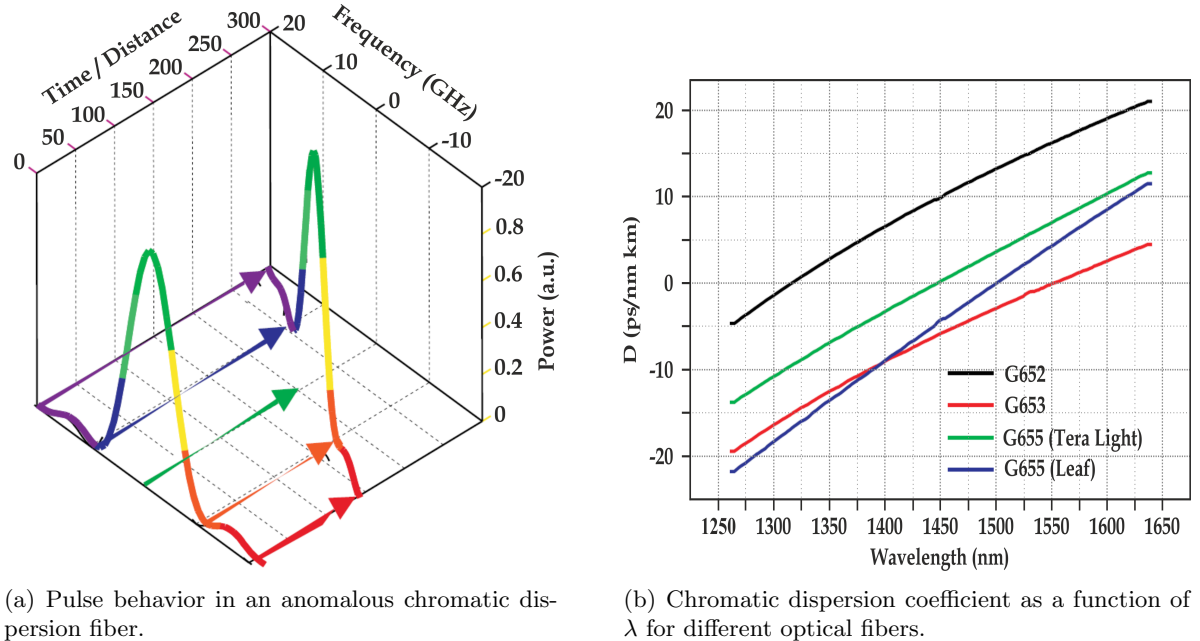 Time / Distance
0
50
100
150
200
250
300
Frequency (GHz)
20
10
0
-10
-20
Power (a.u.)
0.8
0.6
0.4
0.2
0
(a) Pulse behavior in an anomalous chromatic dis-
persion fiber.
D (ps/nm km)
20
10
0
-10
-20
G652
G653
G655 (Tera Light)
G655 (Leaf)
1250 1300 1350 1400 1450 1500 1550 1600 1650
Wavelength (nm)
(b) Chromatic dispersion coefficient as a function of
λ for different optical fibers.